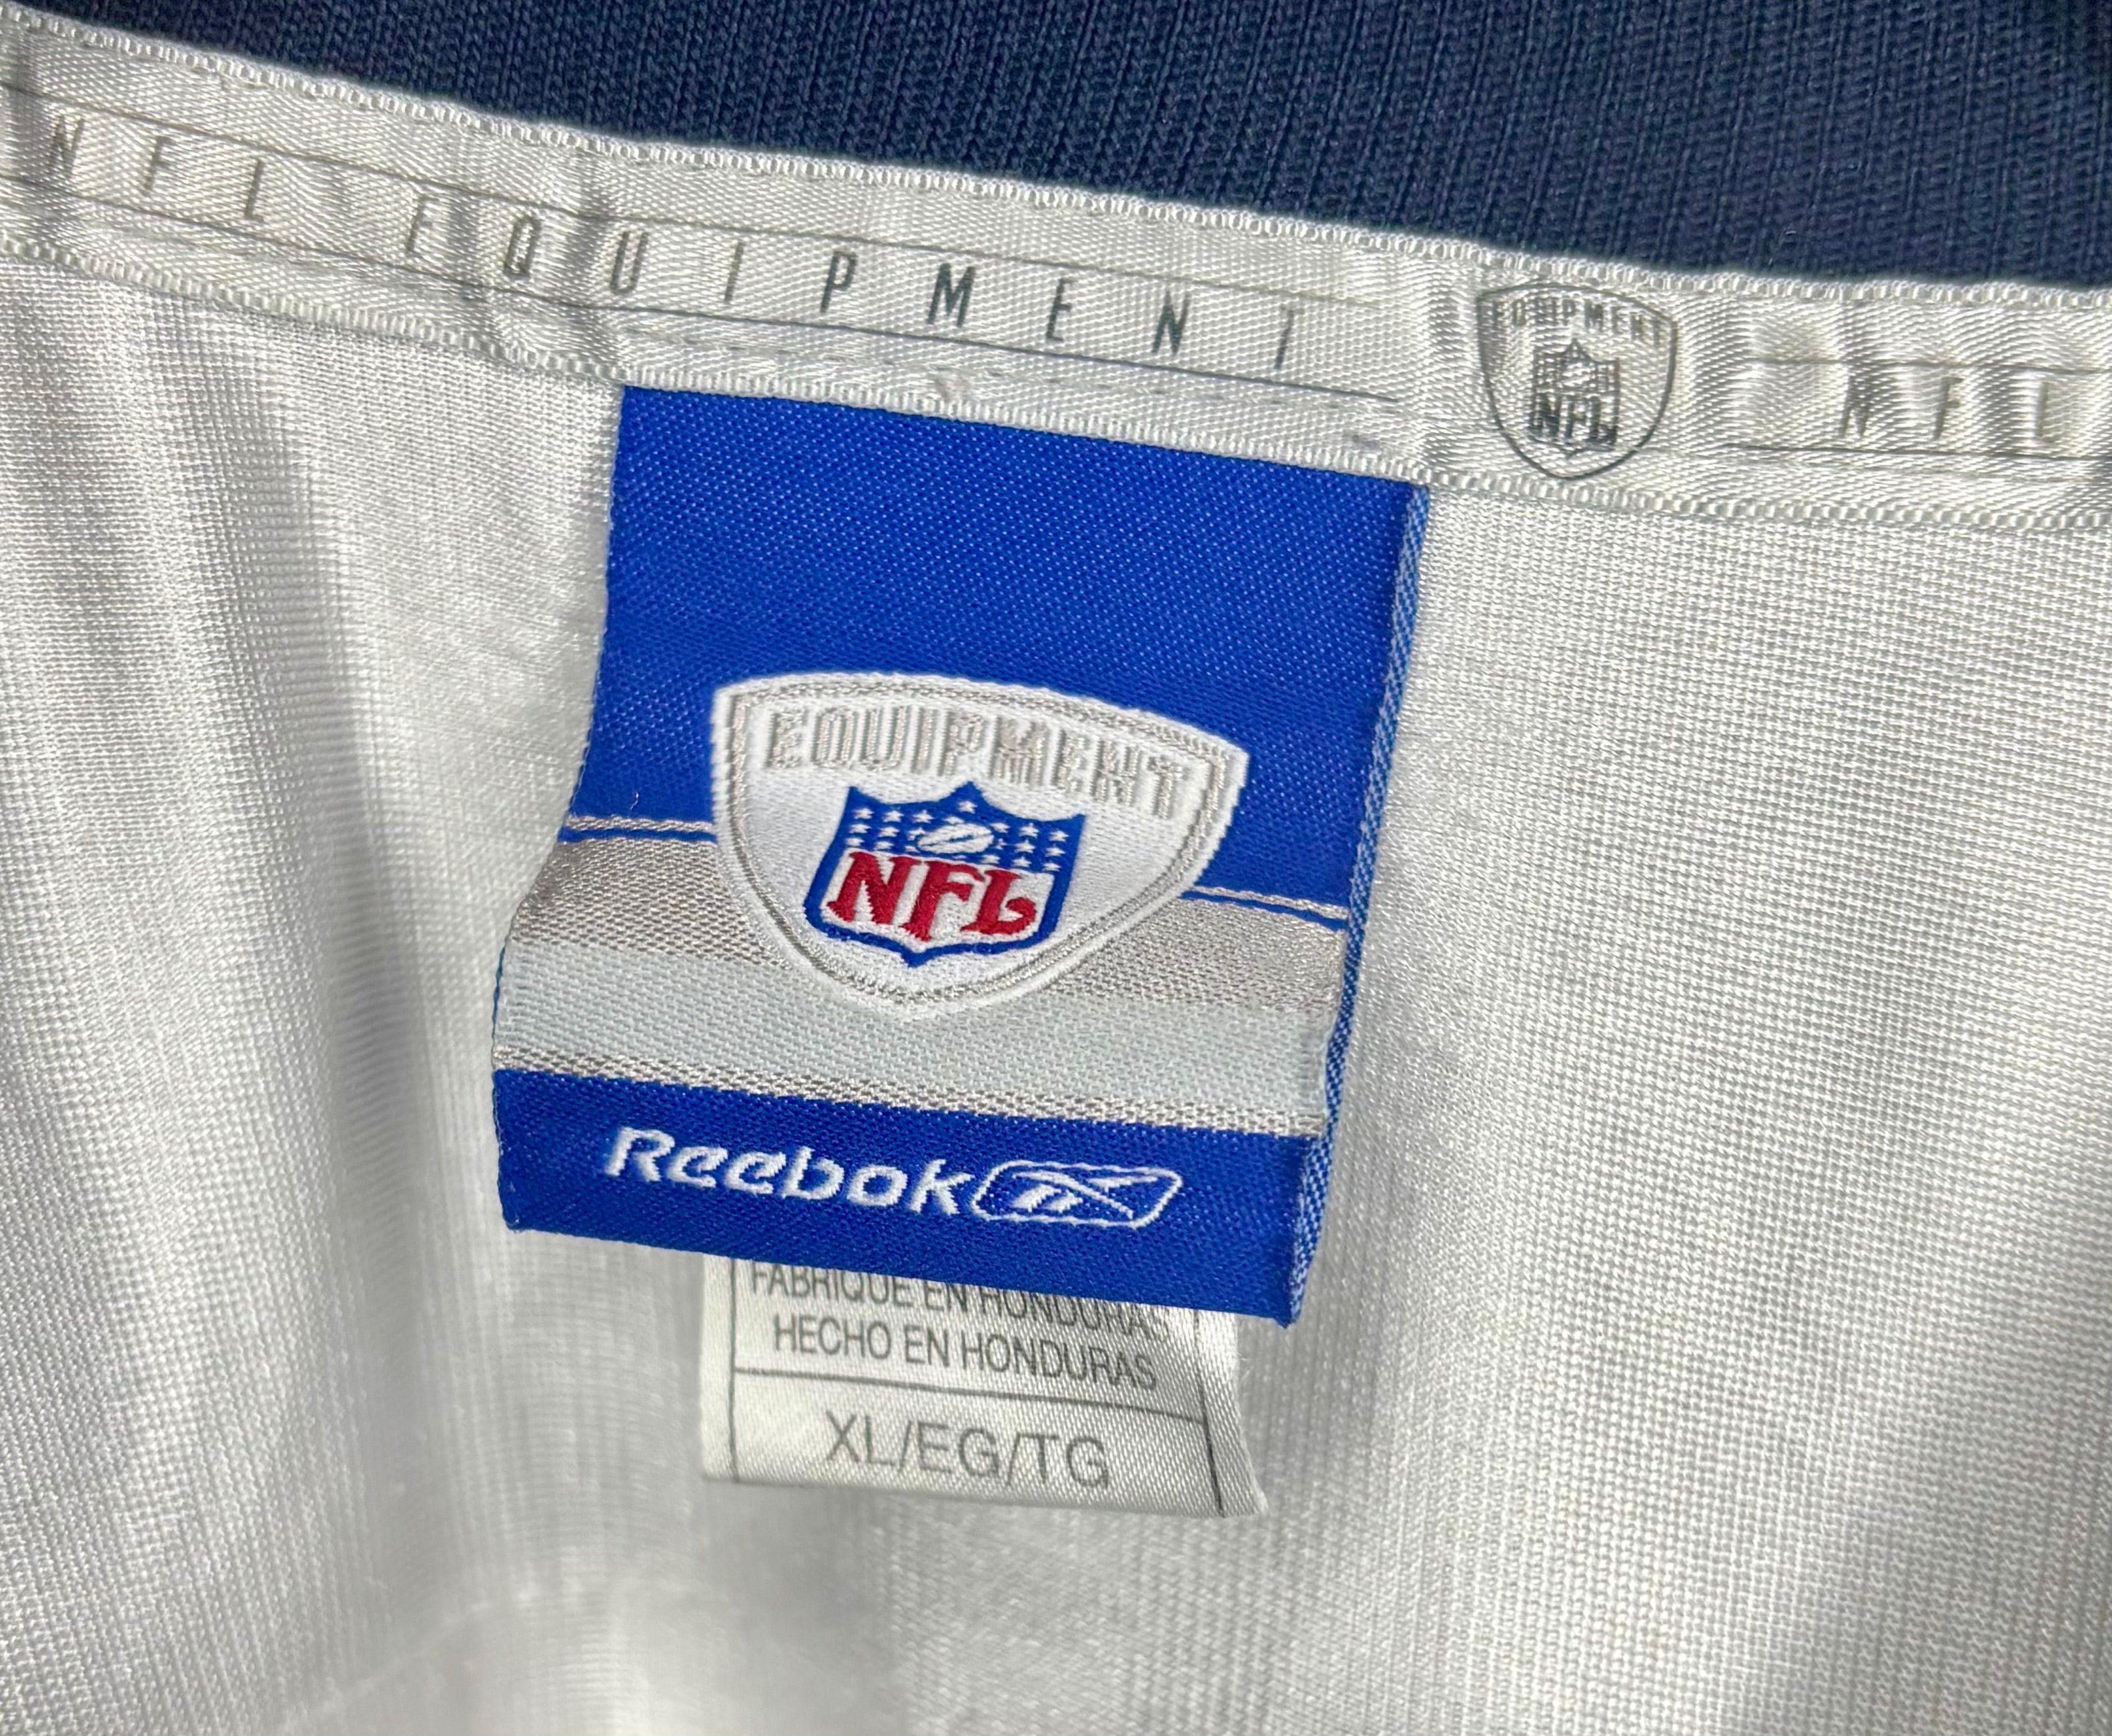 NFL EQUIPMENT
EQUIPMENT
NFL
NFL
EQUIPMENT
NFL
Reebok
FABRIQUE EN HONDURAS
HECHO EN HONDURAS
XL/EG/TG